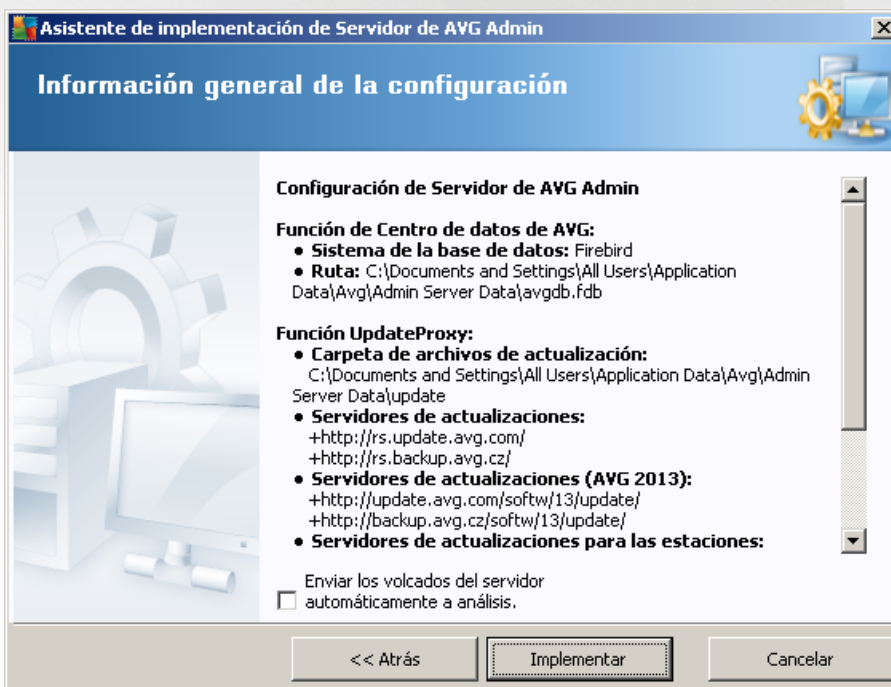 Asistente de implementación de Servidor de AVG Admin
Información general de la configuración
Configuración de Servidor de AVG Admin
Función de Centro de datos de AVG:
• Sistema de la base de datos: Firebird
• Ruta: C:\Documents and Settings\All Users\Application
Data\Avg\Admin Server Data\avgdb.fdb
Función UpdateProxy:
• Carpeta de archivos de actualización:
C:\Documents and Settings\All Users\Application Data\Avg\Admin
Server Data\update
• Servidores de actualizaciones:
+http://rs.update.avg.com/
+http://rs.backup.avg.cz/
• Servidores de actualizaciones (AVG 2013):
+http://update.avg.com/softw/13/update/
+http://backup.avg.cz/softw/13/update/
• Servidores de actualizaciones para las estaciones:
Enviar los volcados del servidor
automáticamente a análisis.
<< Atrás
Implementar
Cancelar